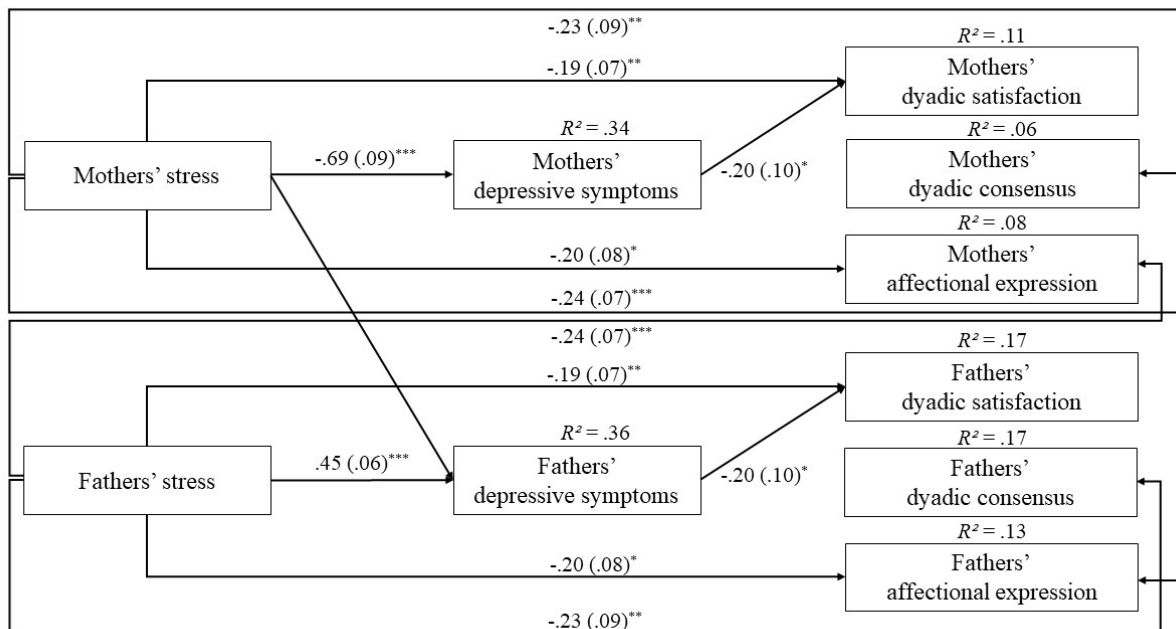 -.23 (.09)**
R² = .11
-.19 (.07)**
Mothers'
dyadic satisfaction
R² = .34
R² = .06
Mothers' stress
-.69 (.09)***
Mothers'
depressive symptoms
-.20 (.10)*
Mothers'
dyadic consensus
R² = .08
-.20 (.08)*
Mothers'
affectional expression
-.24 (.07)***
-.24 (.07)***
R² = .17
-.19 (.07)**
Fathers'
dyadic satisfaction
R² = .36
R² = .17
Fathers' stress
.45 (.06)***
Fathers'
depressive symptoms
-.20 (.10)*
Fathers'
dyadic consensus
R² = .13
-.20 (.08)*
Fathers'
affectional expression
-.23 (.09)**